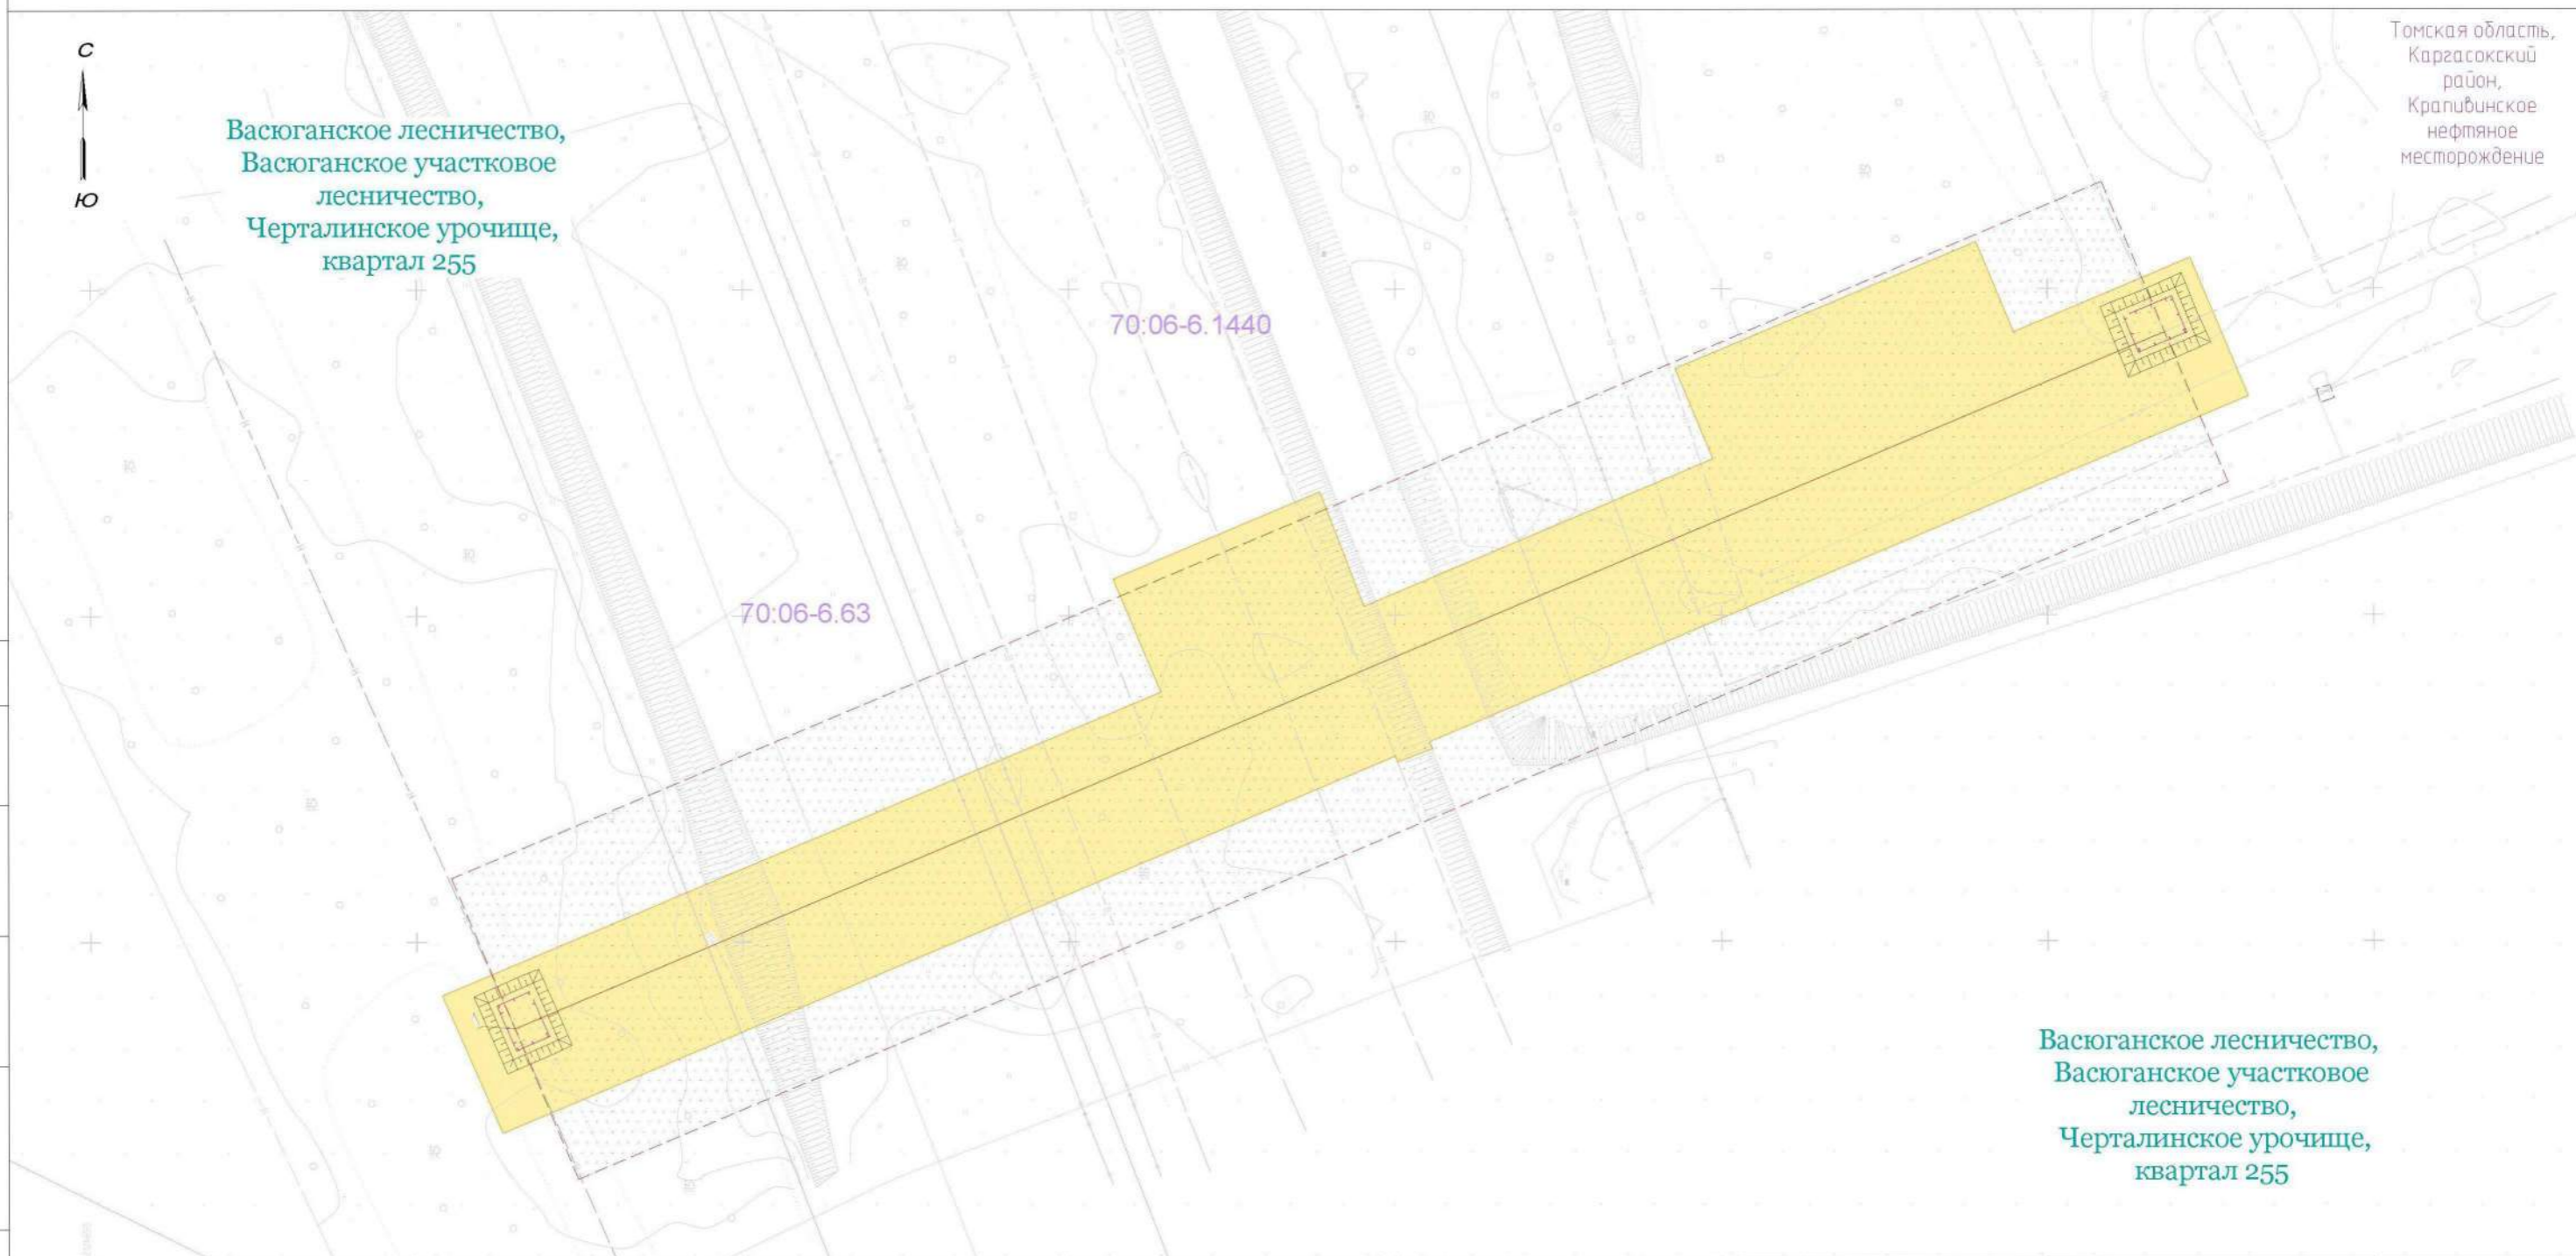 С
Ю
Васюганское лесничество,
Васюганское участковое
лесничество,
Черталинское урочище,
квартал 255
Томская область,
Каргасокский
район,
Крапивинское
нефтяное
месторождение
70:06-6.1440
70:06-6.63
Васюганское лесничество,
Васюганское участковое
лесничество,
Черталинское урочище,
квартал 255